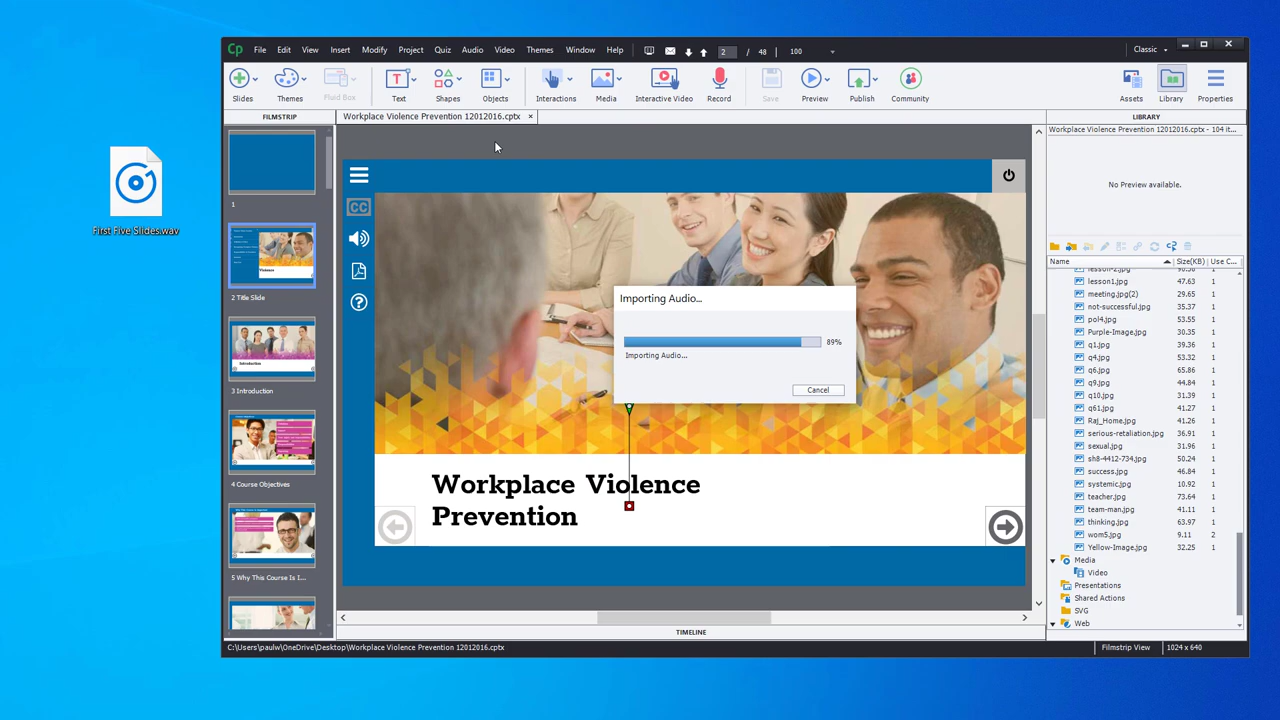 First Five Slides.wav
Cp File Edit View Insert Modify Project Quiz Audio Video Themes Window Help 2 / 48 100 Classic
Slides Themes Fluid Box Text Shapes Objects Interactions Media Interactive Video Record Save Preview Publish Community Assets Library Properties
FILMSTRIP
Workplace Violence Prevention 12012016.cptx ×
LIBRARY
Workplace Violence Prevention 12012016.cptx - 104 it...
No Preview available.
Name Size(KB) Use C...
lesson-2.jpg 90.56 1
lesson1.jpg 47.63 1
meeting.jpg(2) 29.65 1
not-successful.jpg 35.37 1
pol4.jpg 53.55 1
Purple-Image.jpg 30.35 1
q1.jpg 39.36 1
q4.jpg 53.32 1
q6.jpg 65.86 1
q9.jpg 44.84 1
q10.jpg 31.39 1
q61.jpg 41.27 1
Raj_Home.jpg 41.26 1
serious-retaliation.jpg 36.91 1
sexual.jpg 31.96 1
sh8-4412-734.jpg 50.24 1
success.jpg 46.84 1
systemic.jpg 10.92 1
teacher.jpg 73.64 1
team-man.jpg 41.11 1
thinking.jpg 63.97 1
wom5.jpg 9.11 2
Yellow-Image.jpg 32.25 1
Media
Video
Presentations
Shared Actions
SVG
Web
1
Violence
2 Title Slide
Introduction
3 Introduction
4 Course Objectives
5 Why This Course Is I...
CC
Importing Audio...
89%
Importing Audio...
Cancel
Workplace Violence
Prevention
TIMELINE
C:\Users\paulw\OneDrive\Desktop\Workplace Violence Prevention 12012016.cptx
Filmstrip View 1024 x 640